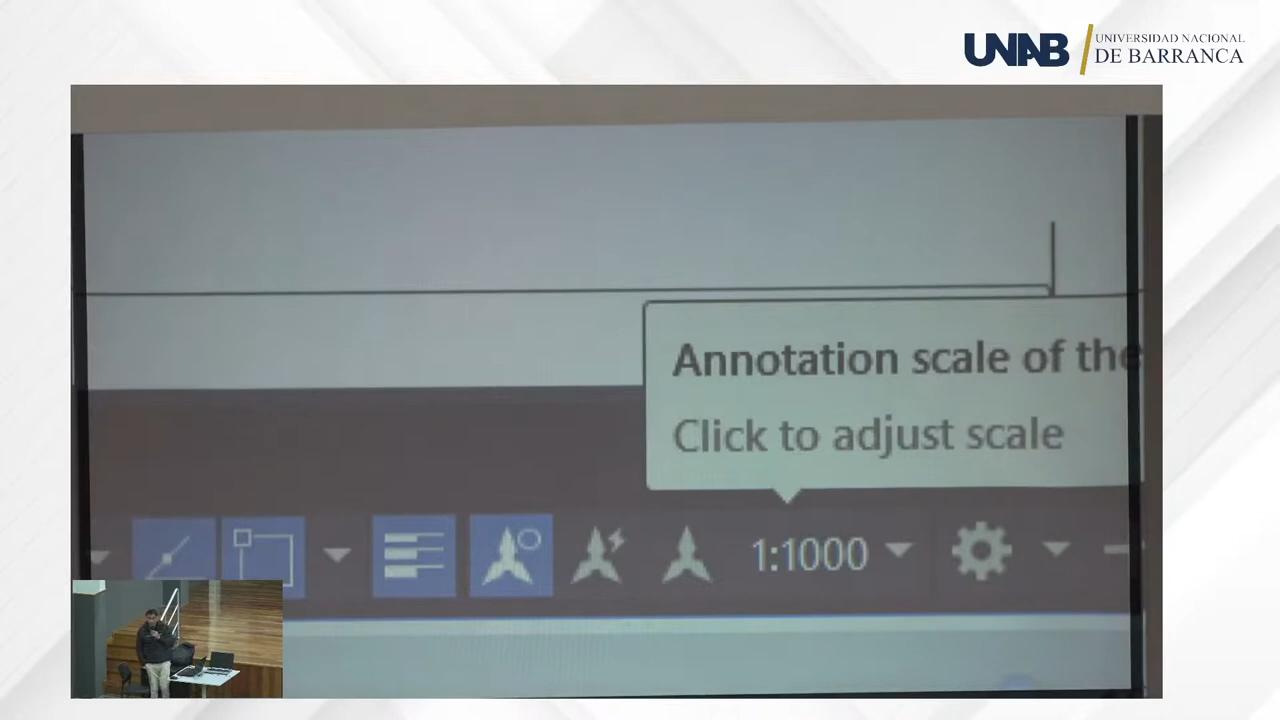 UNAB
UNIVERSIDAD NACIONAL
DE BARRANCA
Annotation scale of the
Click to adjust scale
1:1000